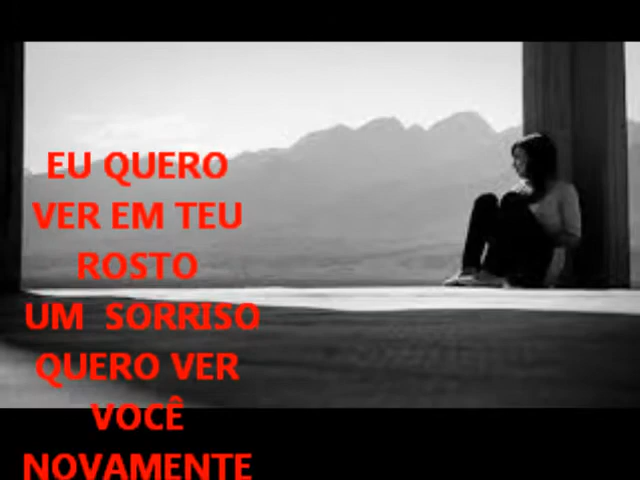 EU QUERO
VER EM TEU
ROSTO
UM SORRISO
QUERO VER
VOCÊ
NOVAMENTE